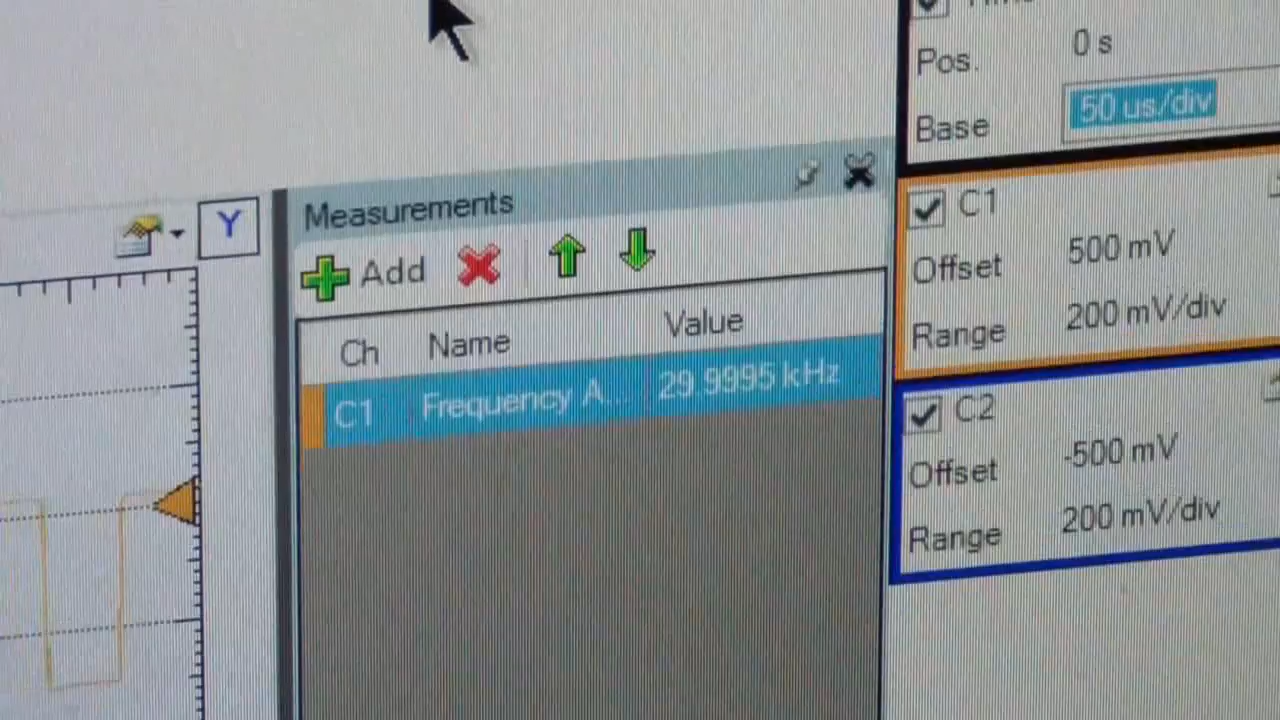 Pos. 0 s
Base 50 us/div
Y
Measurements
Add
Ch Name Value
C1 Frequency A... 29.9995 kHz
C1
Offset 500 mV
Range 200 mV/div
C2
Offset -500 mV
Range 200 mV/div